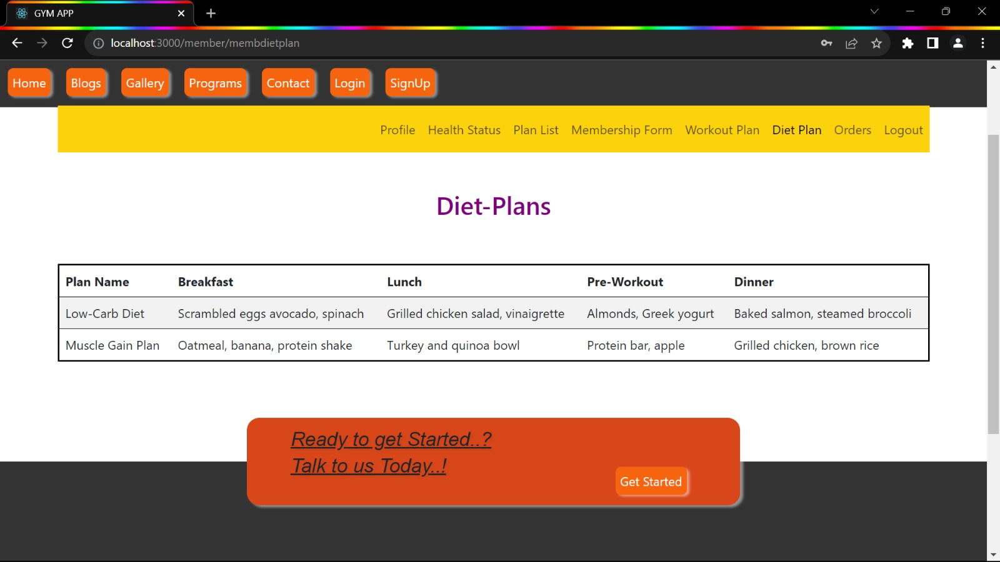 GYM APP
localhost:3000/member/membdietplan
Home Blogs Gallery Programs Contact Login SignUp
Profile Health Status Plan List Membership Form Workout Plan Diet Plan Orders Logout
Diet-Plans
Plan Name Breakfast Lunch Pre-Workout Dinner
Low-Carb Diet Scrambled eggs avocado, spinach Grilled chicken salad, vinaigrette Almonds, Greek yogurt Baked salmon, steamed broccoli
Muscle Gain Plan Oatmeal, banana, protein shake Turkey and quinoa bowl Protein bar, apple Grilled chicken, brown rice
Ready to get Started..?
Talk to us Today..!
Get Started